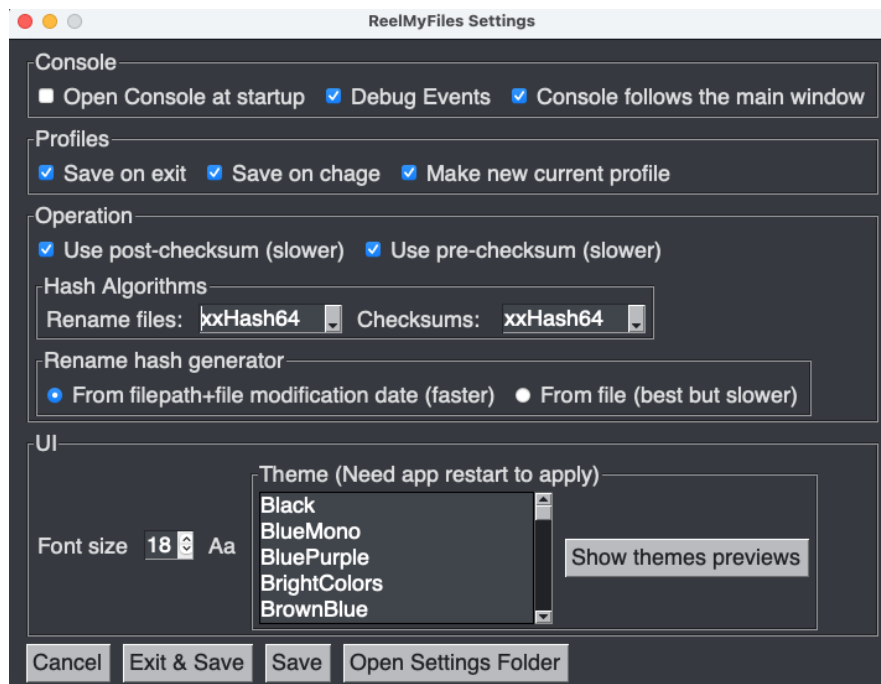 ReelMyFiles Settings
Console
Open Console at startup Debug Events Console follows the main window
Profiles
Save on exit Save on chage Make new current profile
Operation
Use post-checksum (slower) Use pre-checksum (slower)
Hash Algorithms
Rename files: xxHash64 Checksums: xxHash64
Rename hash generator
From filepath+file modification date (faster) From file (best but slower)
UI
Theme (Need app restart to apply)
Black
BlueMono
Font size 18 Aa BluePurple Show themes previews
BrightColors
BrownBlue
Cancel Exit & Save Save Open Settings Folder